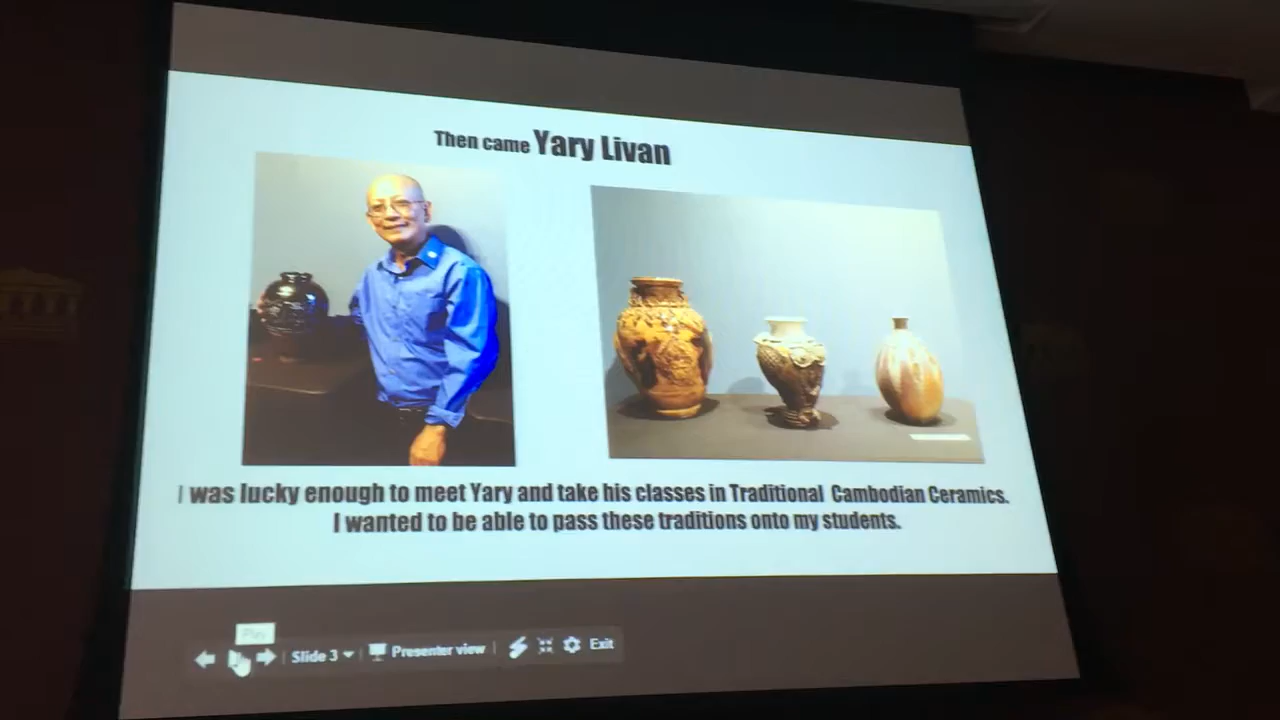 Then came Yary Livan
I was lucky enough to meet Yary and take his classes in Traditional Cambodian Ceramics.
I wanted to be able to pass these traditions onto my students.
Play
Slide 3
Presenter view
Exit